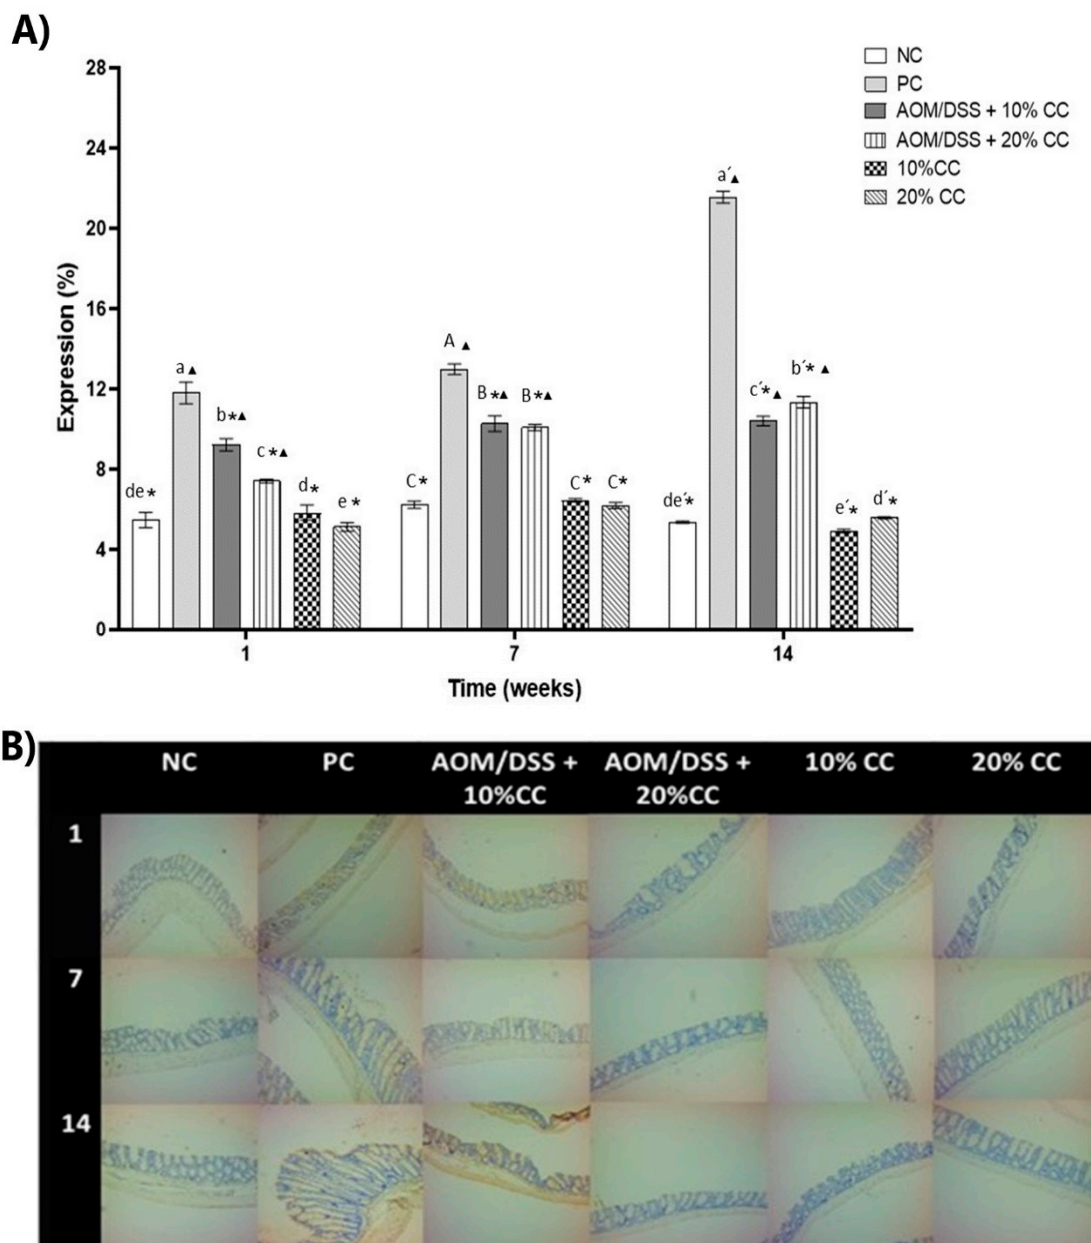 A)
28
24
20
16
12
8
4
0
Expression (%)
NC
PC
AOM/DSS + 10% CC
AOM/DSS + 20% CC
10%CC
20% CC
de*
a▲
b*▲
c*▲
d*
e*
C*
A ▲
B*▲
B*▲
C*
C*
de´*
a´▲
c´*▲
b´*▲
e´*
d´*
1 7 14
Time (weeks)
B)
NC PC AOM/DSS + AOM/DSS + 10% CC 20% CC
10%CC 20%CC
1
7
14